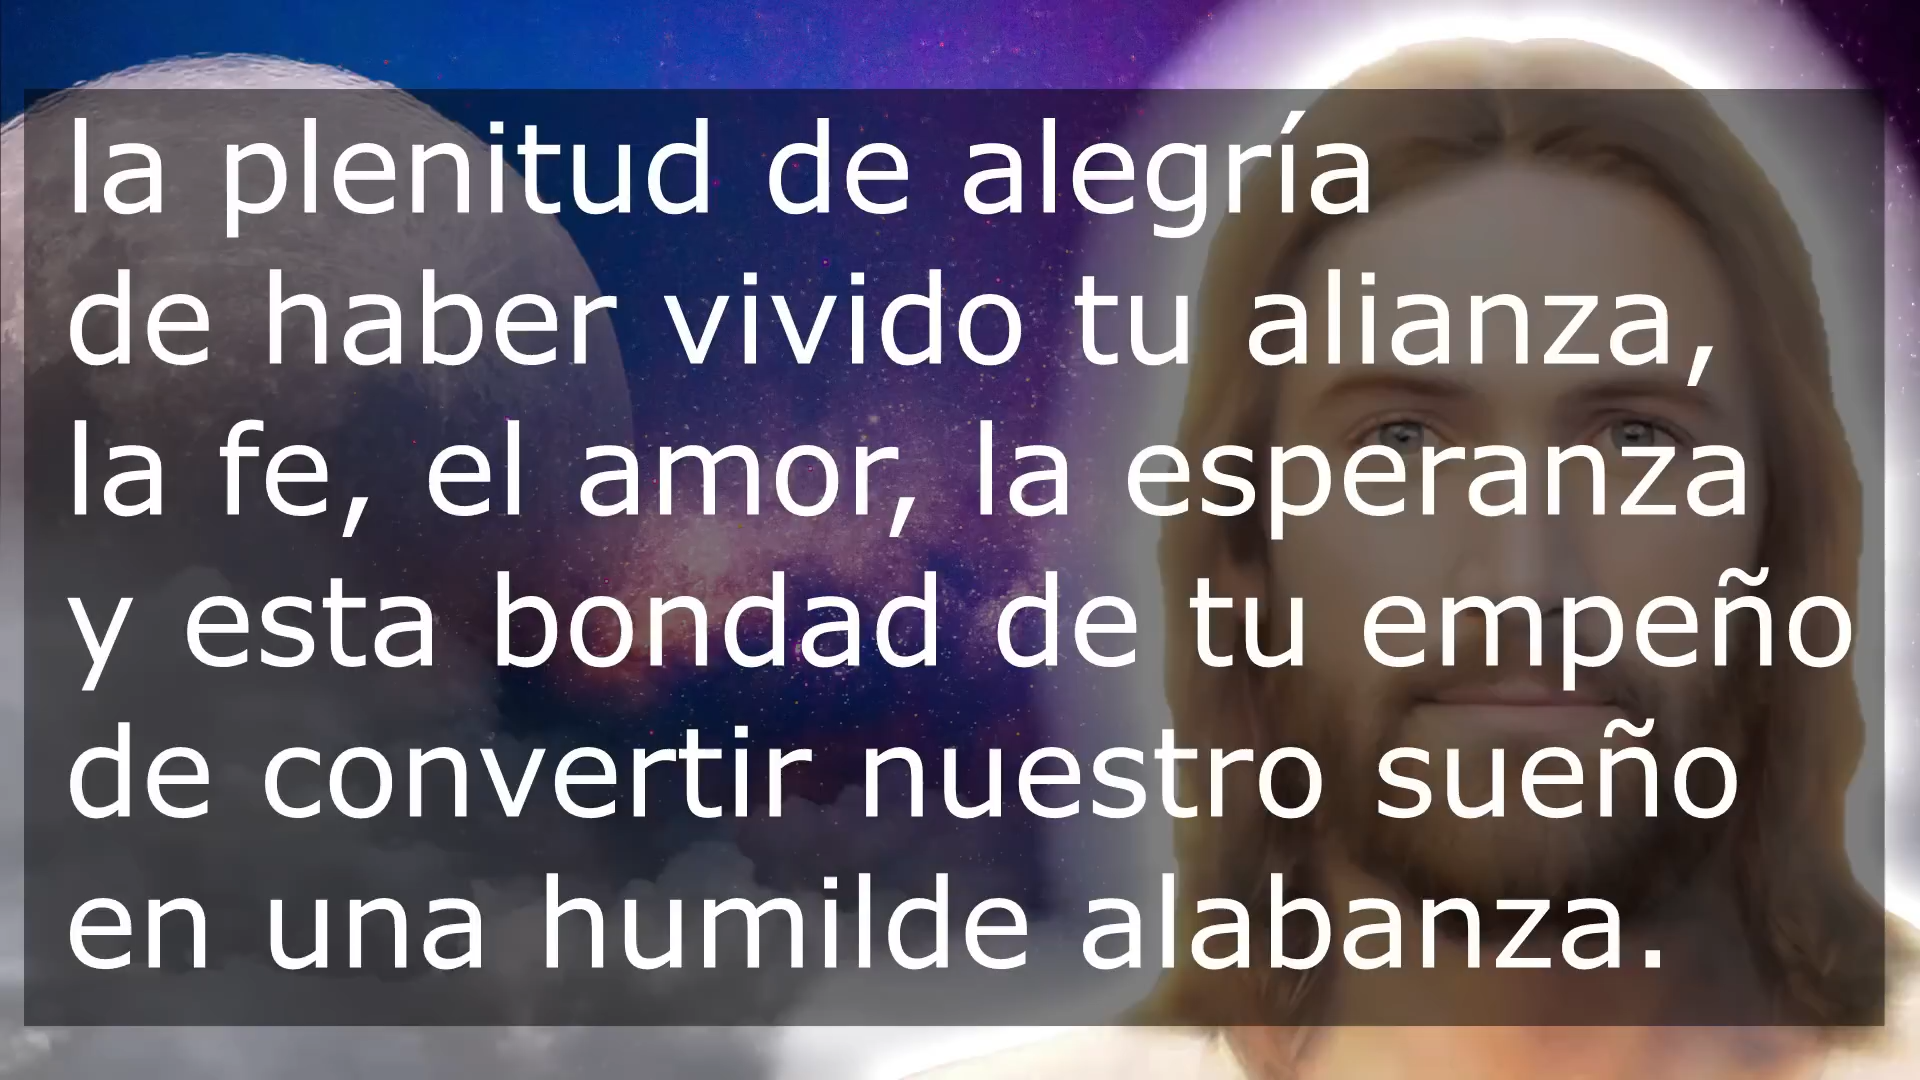 la plenitud de alegría
de haber vivido tu alianza,
la fe, el amor, la esperanza
y esta bondad de tu empeño
de convertir nuestro sueño
en una humilde alabanza.